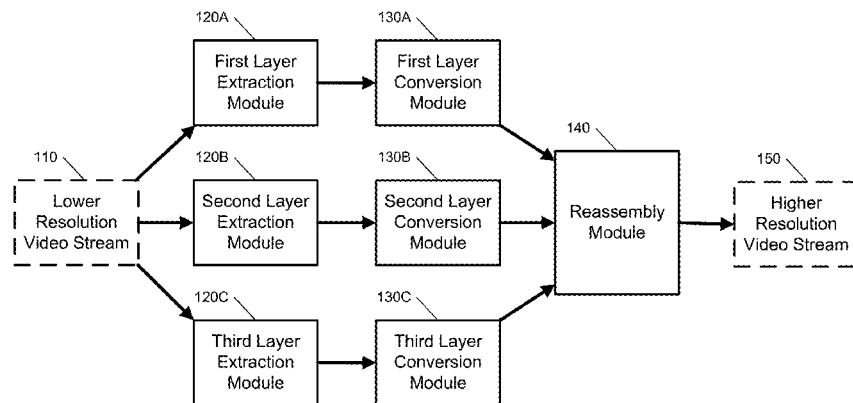 120A
First Layer
Extraction
Module
130A
First Layer
Conversion
Module
110
Lower
Resolution
Video Stream
120B
Second Layer
Extraction
Module
130B
Second Layer
Conversion
Module
140
Reassembly
Module
150
Higher
Resolution
Video Stream
120C
Third Layer
Extraction
Module
130C
Third Layer
Conversion
Module